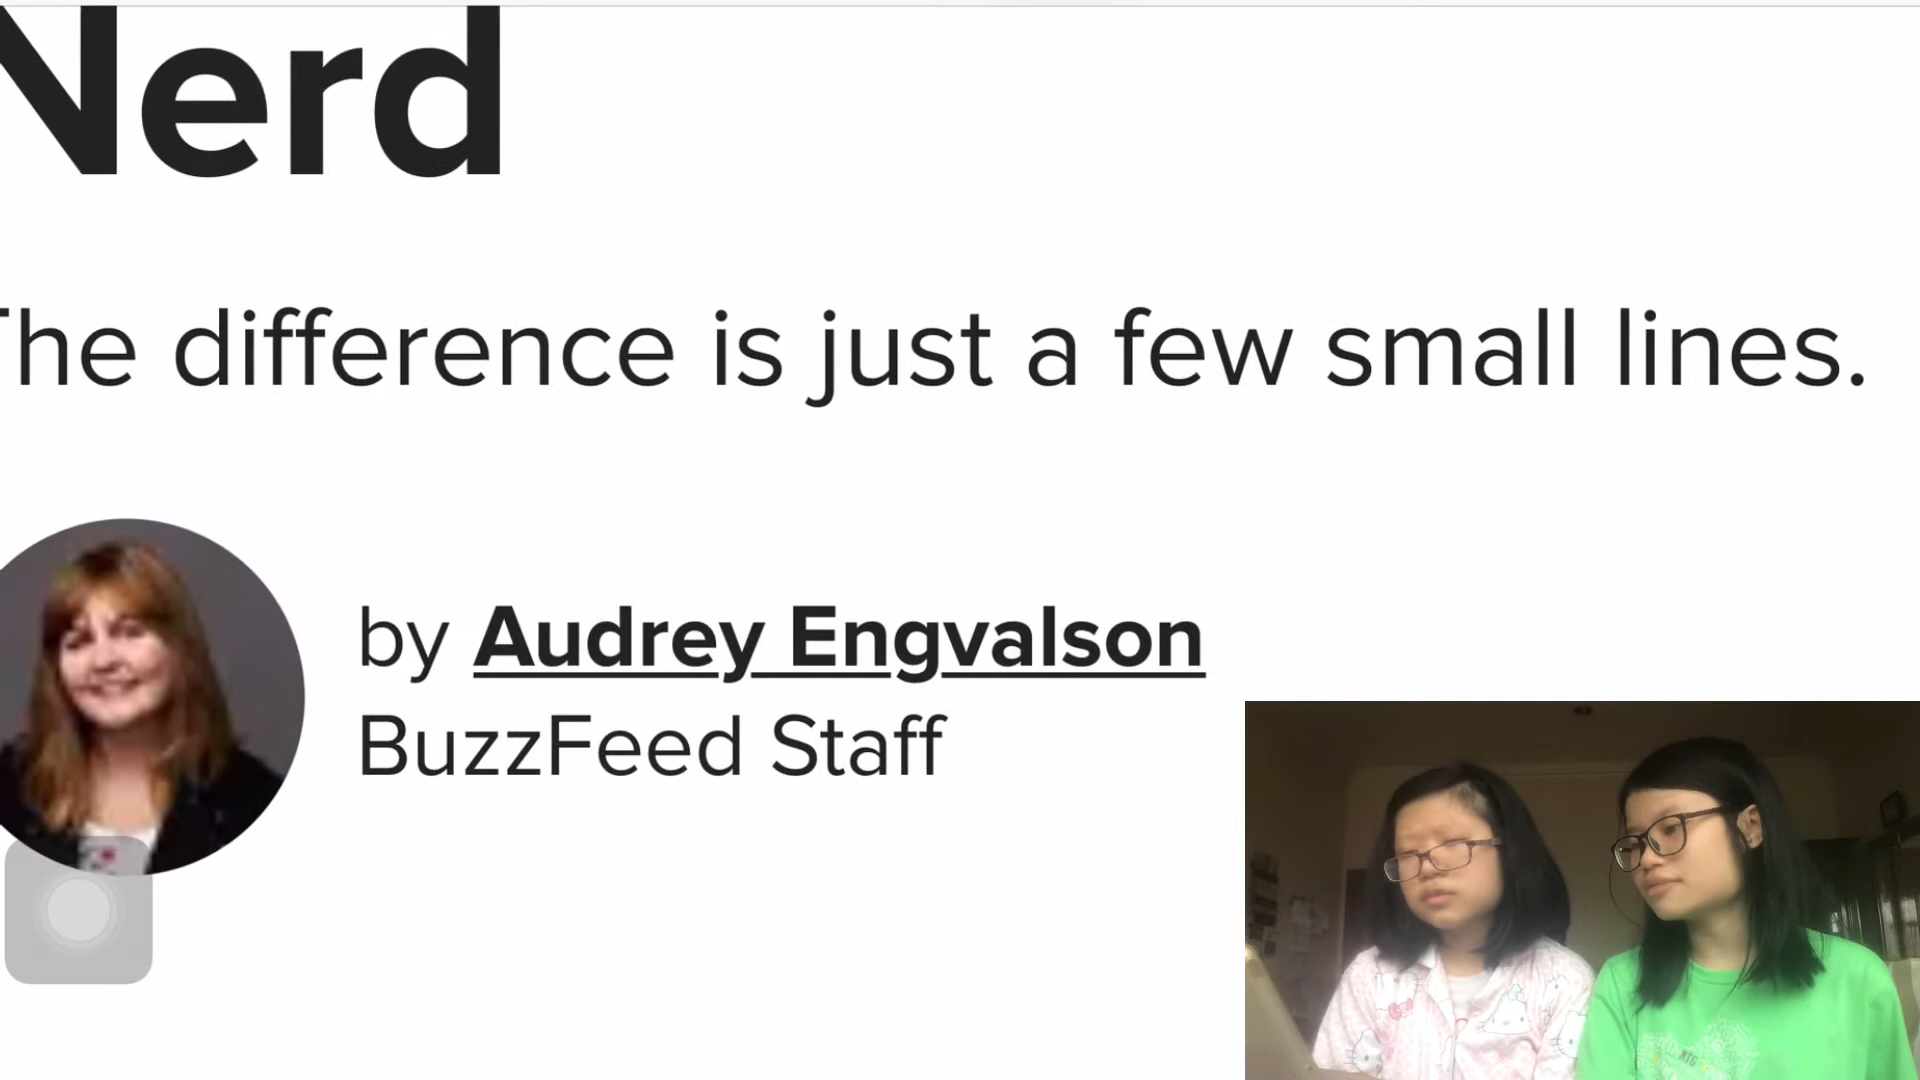 Nerd
The difference is just a few small lines.
by Audrey Engvalson
BuzzFeed Staff